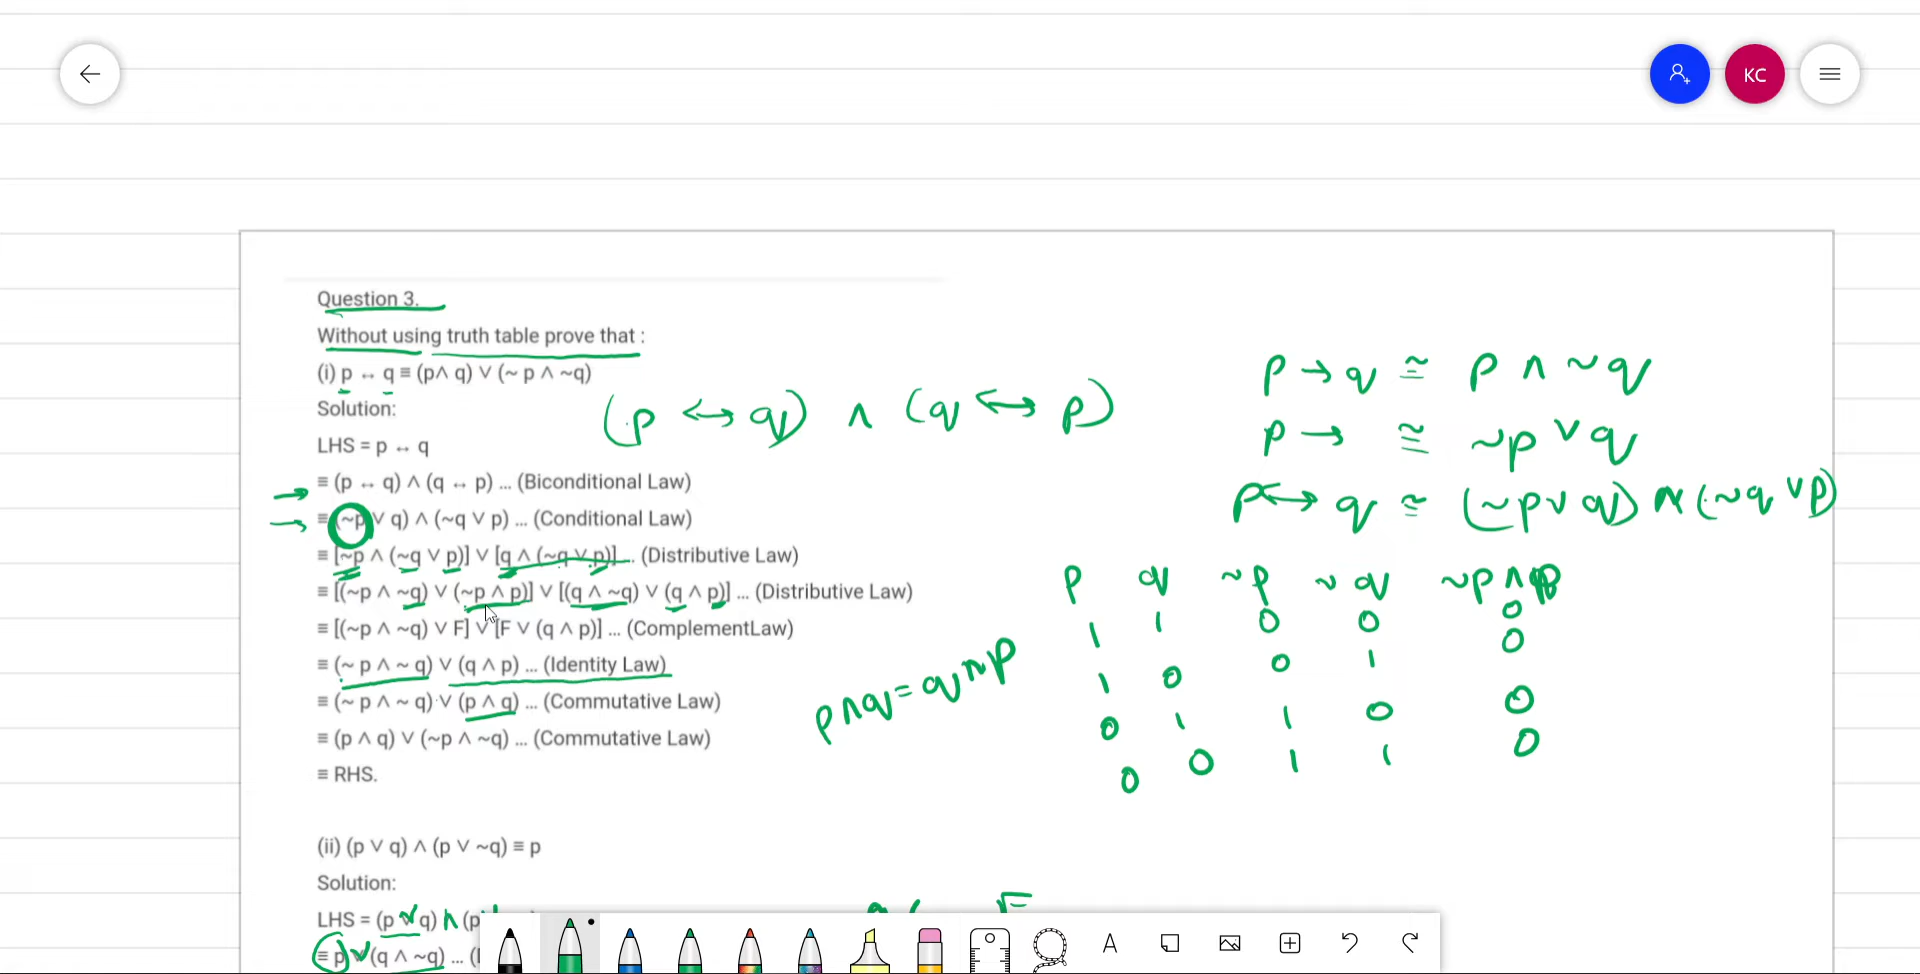 KC
Question 3.
Without using truth table prove that :
(i) p ↔ q ≡ (p∧ q) ∨ (~ p ∧ ~q)
Solution:
(p ↔ q) ∧ (q ↔ p)
LHS = p ↔ q
≡ (p ↔ q) ∧ (q ↔ p) ... (Biconditional Law)
≡ (~p ∨ q) ∧ (~q ∨ p) ... (Conditional Law)
≡ [~p ∧ (~q ∨ p)] ∨ [q ∧ (~q ∨ p)] ... (Distributive Law)
≡ [(~p ∧ ~q) ∨ (~p ∧ p)] ∨ [(q ∧ ~q) ∨ (q ∧ p)] ... (Distributive Law)
≡ [(~p ∧ ~q) ∨ F] ∨ [F ∨ (q ∧ p)] ... (ComplementLaw)
≡ (~ p ∧ ~ q) ∨ (q ∧ p) ... (Identity Law)
≡ (~ p ∧ ~ q) ∨ (p ∧ q) ... (Commutative Law)
≡ (p ∧ q) ∨ (~p ∧ ~q) ... (Commutative Law)
≡ RHS.
p → q ≅ p ∧ ~q
p → ≅ ~p ∨ q
p ↔ q ≅ (~p ∨ q) ∧ (~q ∨ p)
p q ~p ~q ~p ∧ p
0
1 1 0 0 0
1 0 0 1
0 1 1 0 0
0 0 1 1 0
p ∧ q = q ∧ p
(ii) (p ∨ q) ∧ (p ∨ ~q) ≡ p
Solution:
LHS = (p ∨ q) ∧ (p
≡ p ∨ (q ∧ ~q) ...
A